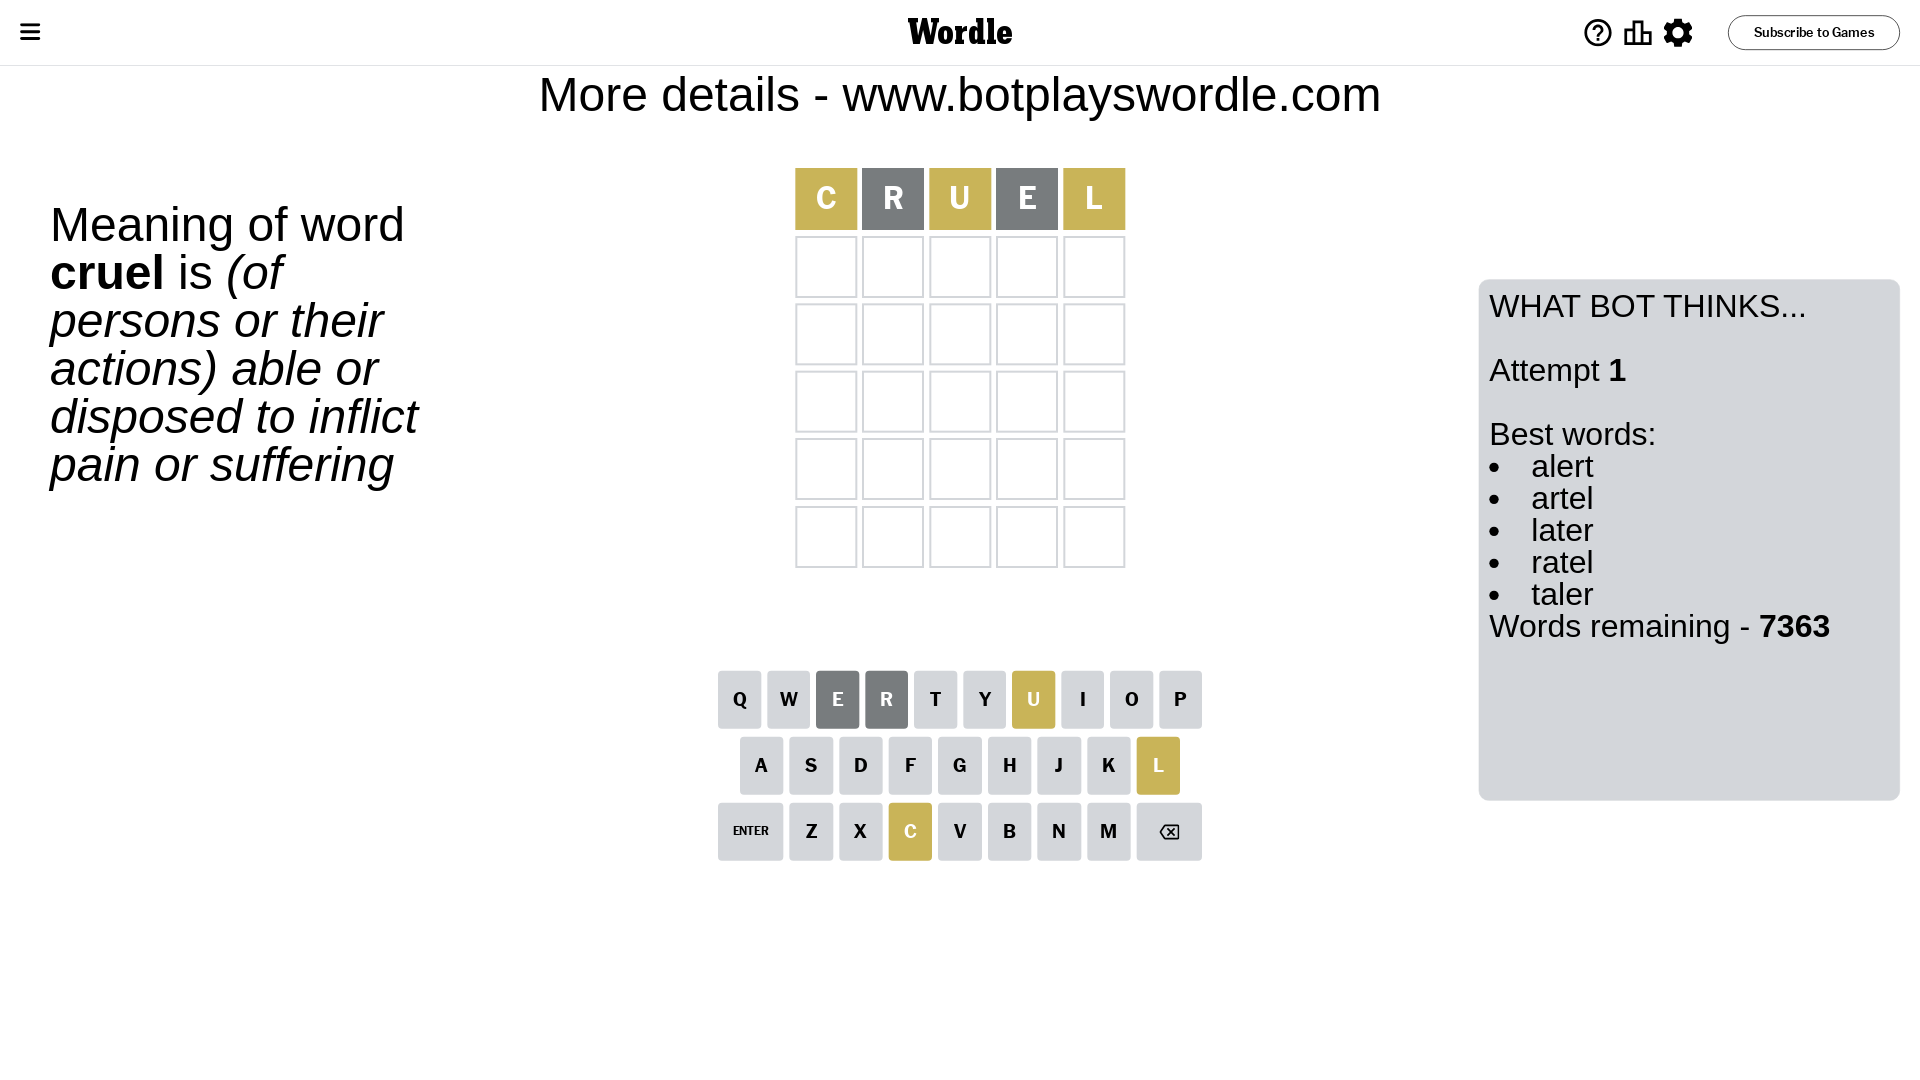 Wordle
Subscribe to Games
More details - www.botplayswordle.com
Meaning of word
cruel is (of
persons or their
actions) able or
disposed to inflict
pain or suffering
C R U E L
WHAT BOT THINKS...
Attempt 1
Best words:
• alert
• artel
• later
• ratel
• taler
Words remaining - 7363
Q W E R T Y U I O P
A S D F G H J K L
ENTER Z X C V B N M